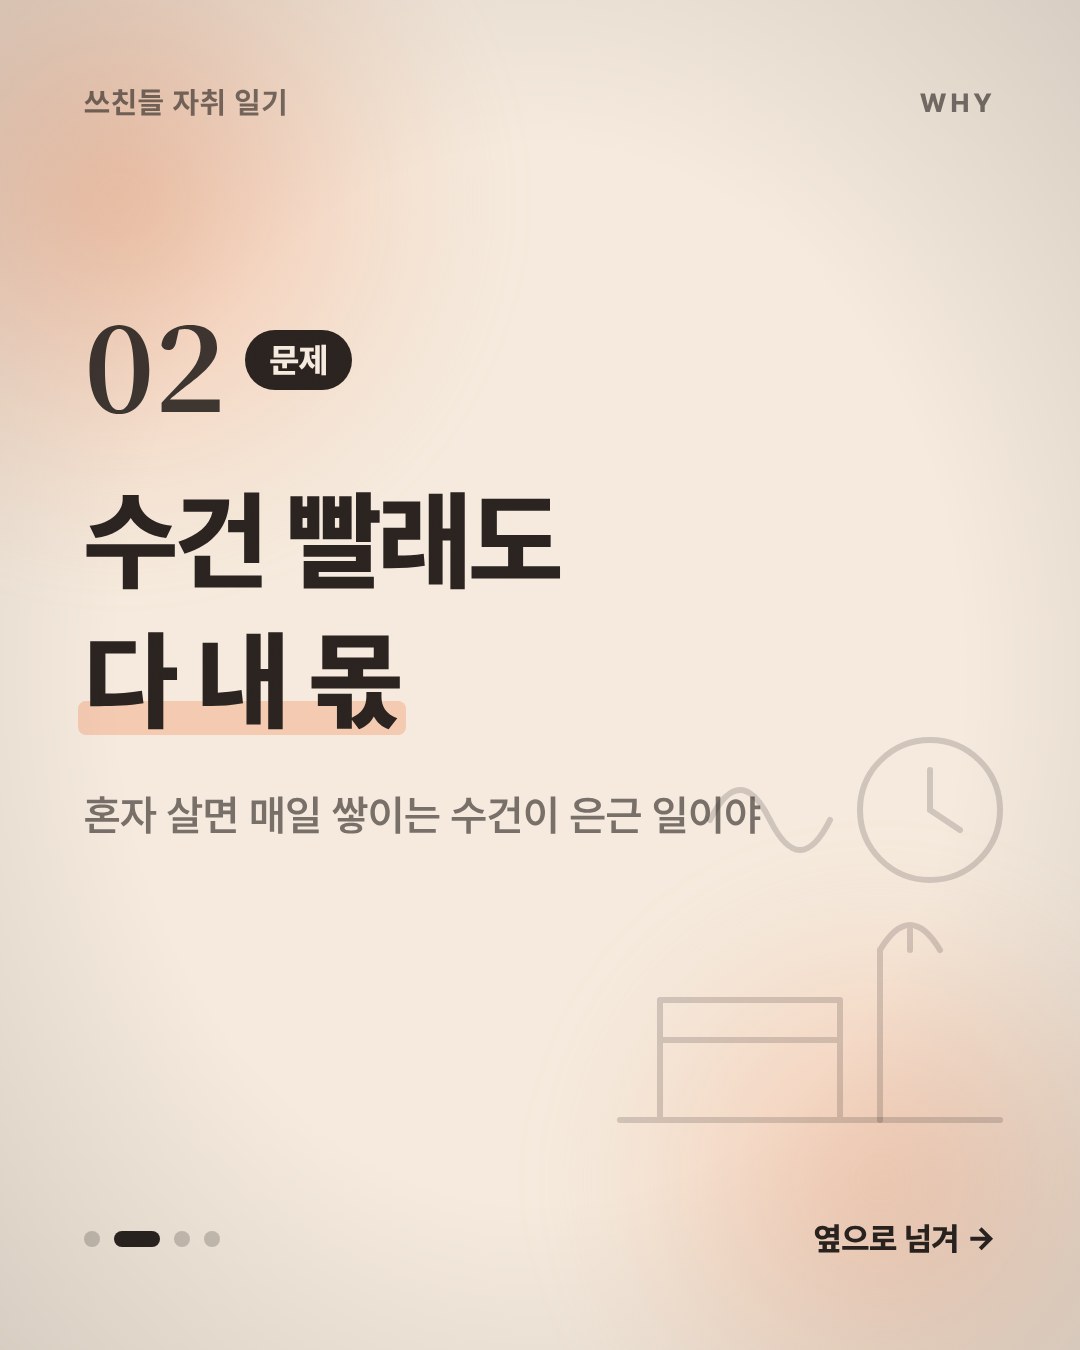 쓰친들 자취 일기
WHY
02
문제
수건 빨래도
다 내 몫
혼자 살면 매일 쌓이는 수건이 은근 일이야
옆으로 넘겨 →